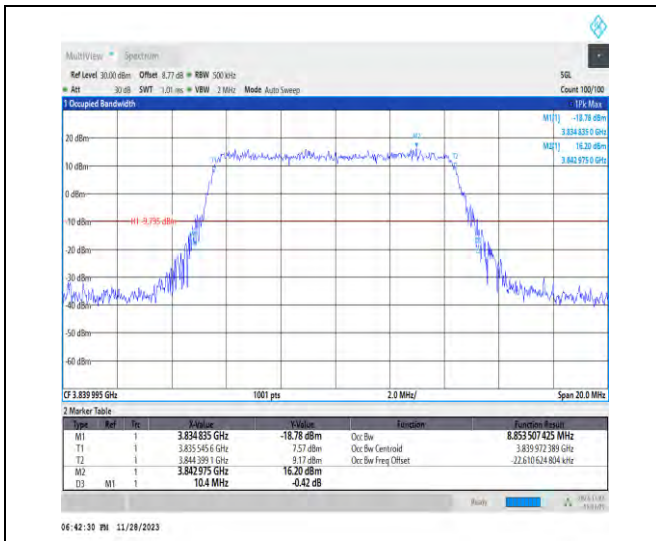 MultiView Spectrum
Ref Level 30.00 dBm Offset 8.77 dB RBW 500 kHz SGL
Att 30 dB SWT 1.01 ms VBW 2 MHz Mode Auto Sweep Count 100/100
1 Occupied Bandwidth 1Pk Max
M1[1] -18.78 dBm
3.834 835 0 GHz
M2[1] 16.20 dBm
3.842 975 0 GHz
20 dBm
M2
T1 T2
10 dBm
0 dBm
-10 dBm H1 -9.795 dBm
-20 dBm
-30 dBm
-40 dBm
-50 dBm
-60 dBm
CF 3.839 995 GHz 1001 pts 2.0 MHz/ Span 20.0 MHz
2 Marker Table
Type Ref Trc X-Value Y-Value Function Function Result
M1 1 3.834 835 GHz -18.78 dBm Occ Bw 8.853 507 425 MHz
T1 1 3.835 545 6 GHz 7.57 dBm Occ Bw Centroid 3.839 972 389 GHz
T2 1 3.844 399 1 GHz 9.17 dBm Occ Bw Freq Offset -22.610 624 804 kHz
M2 1 3.842 975 GHz 16.20 dBm
D3 M1 1 10.4 MHz -0.42 dB
Ready
06:42:30 PM 11/28/2023